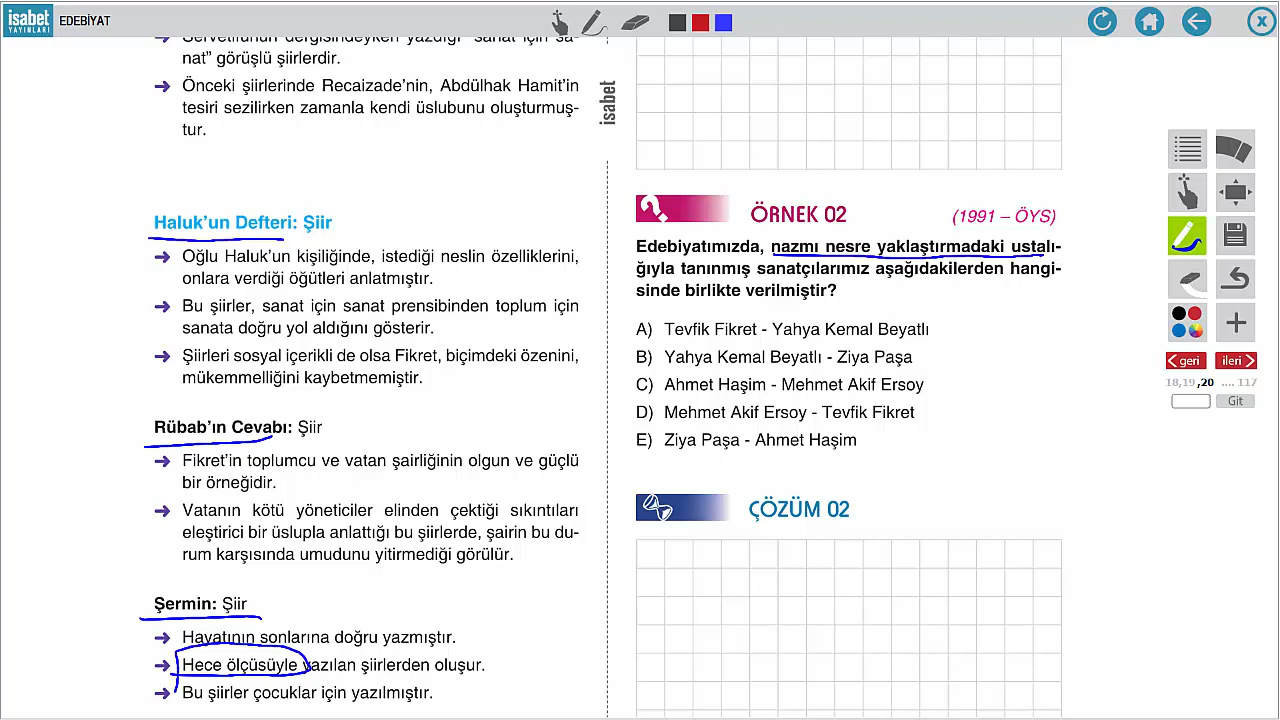 isabet
YAYINLARI
EDEBİYAT
Servetifünun dergisindeyken yazdığı "sanat için sa-
nat" görüşlü şiirlerdir.
Önceki şiirlerinde Recaizade'nin, Abdülhak Hamit'in
tesiri sezilirken zamanla kendi üslubunu oluşturmuş-
tur.
Haluk'un Defteri: Şiir
Oğlu Haluk'un kişiliğinde, istediği neslin özelliklerini,
onlara verdiği öğütleri anlatmıştır.
Bu şiirler, sanat için sanat prensibinden toplum için
sanata doğru yol aldığını gösterir.
Şiirleri sosyal içerikli de olsa Fikret, biçimdeki özenini,
mükemmelliğini kaybetmemiştir.
Rübab'ın Cevabı: Şiir
Fikret'in toplumcu ve vatan şairliğinin olgun ve güçlü
bir örneğidir.
Vatanın kötü yöneticiler elinden çektiği sıkıntıları
eleştirici bir üslupla anlattığı bu şiirlerde, şairin bu du-
rum karşısında umudunu yitirmediği görülür.
Şermin: Şiir
Hayatının sonlarına doğru yazmıştır.
Hece ölçüsüyle yazılan şiirlerden oluşur.
Bu şiirler çocuklar için yazılmıştır.
isabet
ÖRNEK 02
(1991 – ÖYS)
Edebiyatımızda, nazmı nesre yaklaştırmadaki ustalı-
ğıyla tanınmış sanatçılarımız aşağıdakilerden hangi-
sinde birlikte verilmiştir?
A) Tevfik Fikret - Yahya Kemal Beyatlı
B) Yahya Kemal Beyatlı - Ziya Paşa
C) Ahmet Haşim - Mehmet Akif Ersoy
D) Mehmet Akif Ersoy - Tevfik Fikret
E) Ziya Paşa - Ahmet Haşim
ÇÖZÜM 02
geri
ileri
18,19,20 .... 117
Git